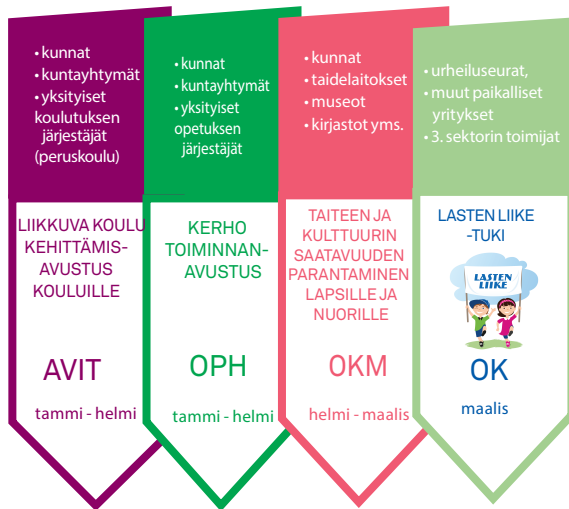 • kunnat
• kuntayhtymät
• yksityiset
koulutuksen
järjestäjät
(peruskoulu)
LIIKKUVA KOULU
KEHITTÄMIS-
AVUSTUS
KOULUILLE
AVIT
tammi - helmi
• kunnat
• kuntayhtymät
• yksityiset
opetuksen
järjestäjät
KERHO
TOIMINNAN-
AVUSTUS
OPH
tammi - helmi
• kunnat
• taidelaitokset
• museot
• kirjastot yms.
TAITEEN JA
KULTTUURIN
SAATAVUUDEN
PARANTAMINEN
LAPSILLE JA
NUORILLE
OKM
helmi - maalis
• urheiluseurat,
• muut paikalliset
yritykset
• 3. sektorin toimijat
LASTEN LIIKE
-TUKI
LASTEN
LIIKE
OK
maalis